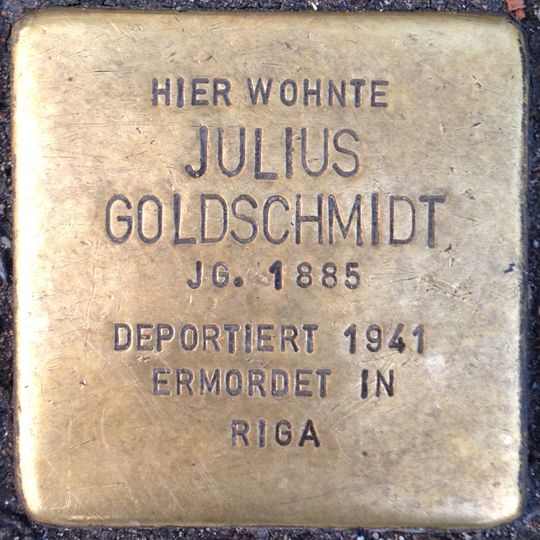 HIER WOHNTE
JULIUS
GOLDSCHMIDT
JG. 1885
DEPORTIERT 1941
ERMORDET IN
RIGA